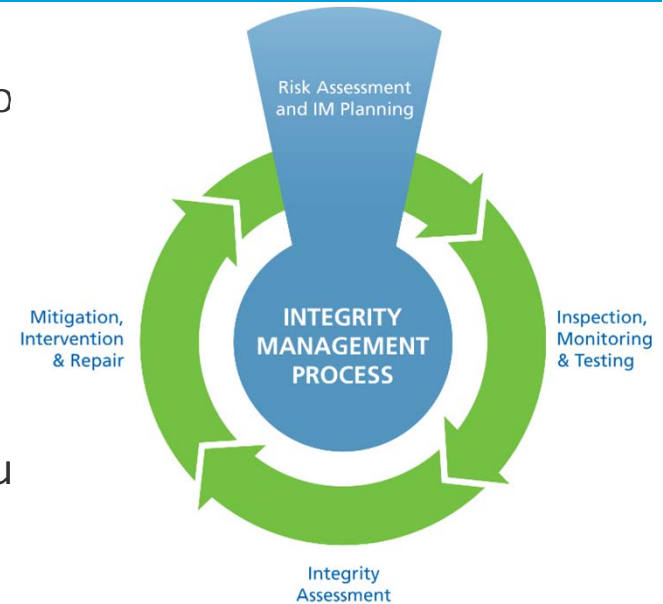 Risk Assessment
and IM Planning
Mitigation,
Intervention
& Repair
INTEGRITY
MANAGEMENT
PROCESS
Inspection,
Monitoring
& Testing
Integrity
Assessment